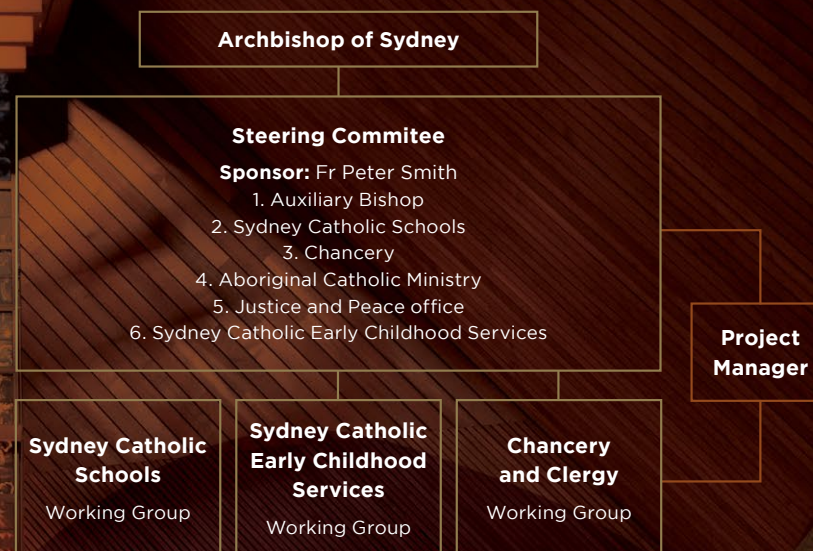 Archbishop of Sydney
Steering Commitee
Sponsor: Fr Peter Smith
1. Auxiliary Bishop
2. Sydney Catholic Schools
3. Chancery
4. Aboriginal Catholic Ministry
5. Justice and Peace office
6. Sydney Catholic Early Childhood Services
Project
Manager
Sydney Catholic
Schools
Working Group
Sydney Catholic
Early Childhood
Services
Working Group
Chancery
and Clergy
Working Group